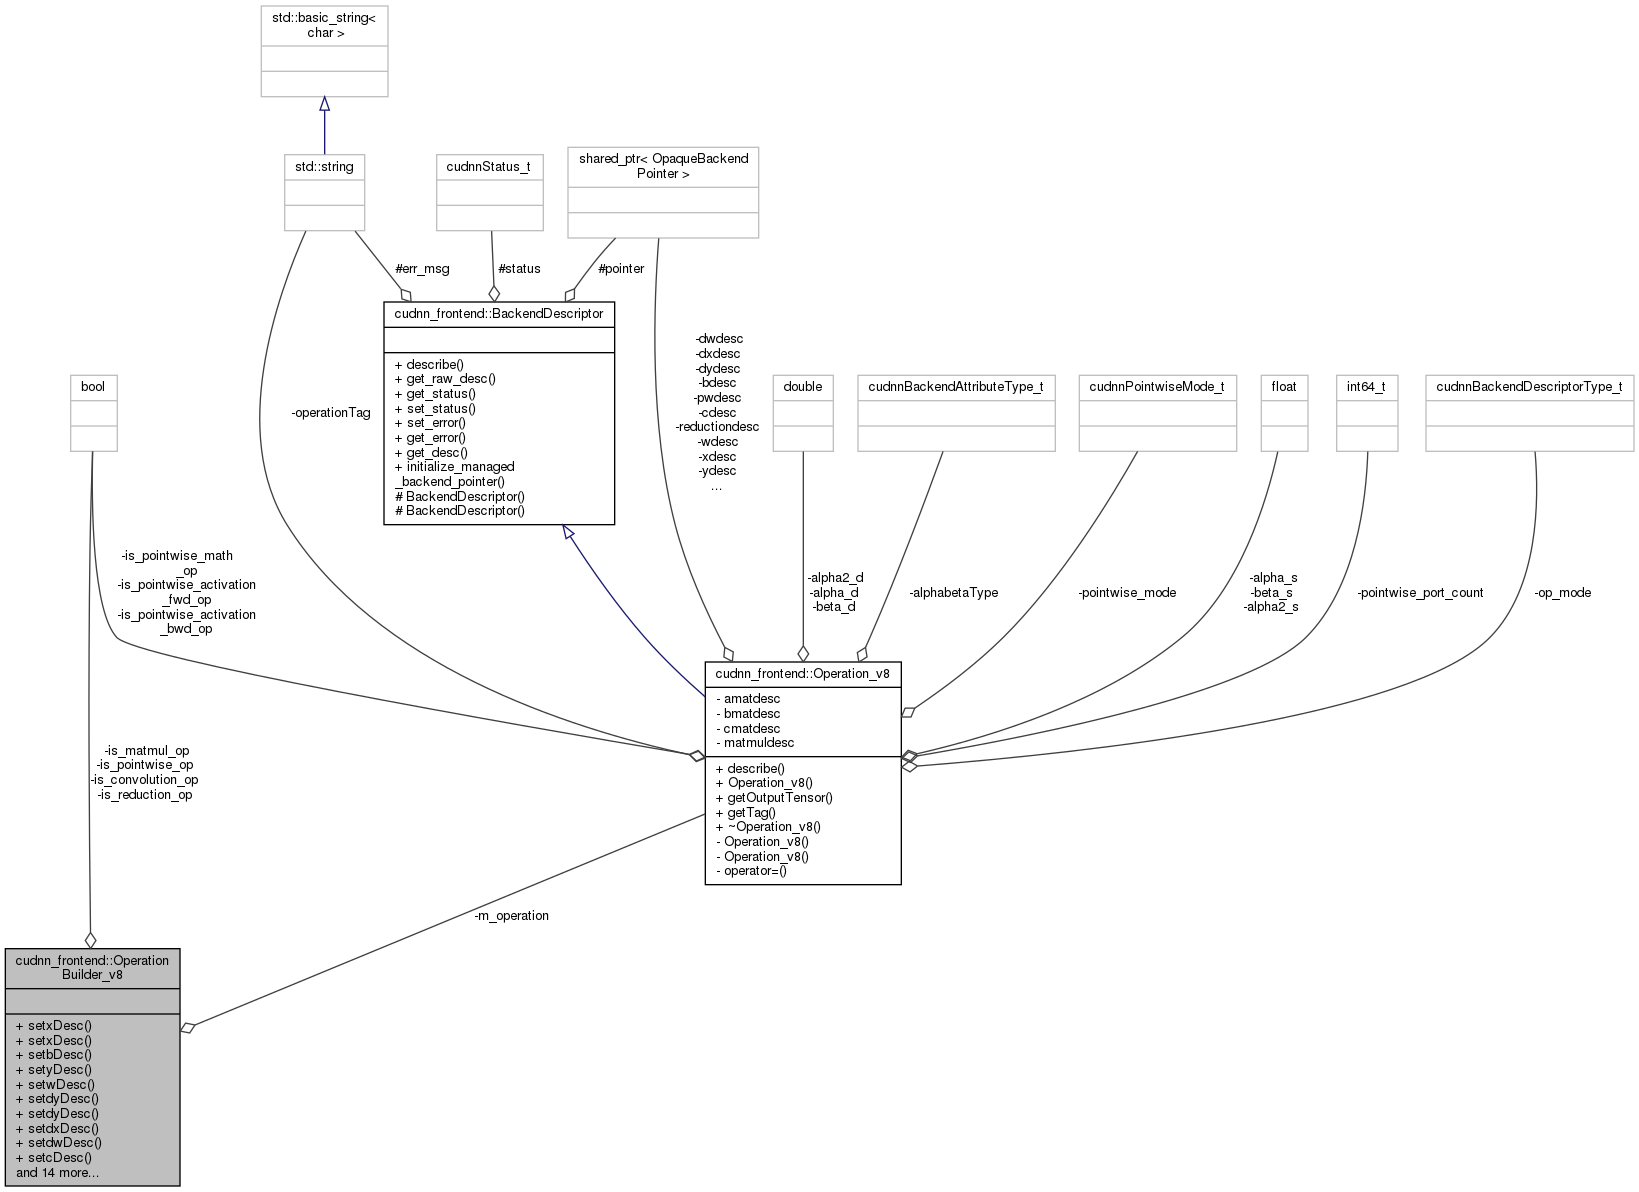 std::basic_string<
char >
std::string
cudnnStatus_t
shared_ptr< OpaqueBackend
Pointer >
#err_msg
#status
#pointer
cudnn_frontend::BackendDescriptor
+ describe()
+ get_raw_desc()
+ get_status()
+ set_status()
+ set_error()
+ get_error()
+ get_desc()
+ initialize_managed
_backend_pointer()
# BackendDescriptor()
# BackendDescriptor()
-operationTag
-dwdesc
-dxdesc
-dydesc
-bdesc
-pwdesc
-cdesc
-reductiondesc
-wdesc
-xdesc
-ydesc
...
bool
double
cudnnBackendAttributeType_t
cudnnPointwiseMode_t
float
int64_t
cudnnBackendDescriptorType_t
-is_pointwise_math
_op
-is_pointwise_activation
_fwd_op
-is_pointwise_activation
_bwd_op
-alpha2_d
-alpha_d
-beta_d
-alphabetaType
-pointwise_mode
-alpha_s
-beta_s
-alpha2_s
-pointwise_port_count
-op_mode
cudnn_frontend::Operation_v8
- amatdesc
- bmatdesc
- cmatdesc
- matmuldesc
+ describe()
+ Operation_v8()
+ getOutputTensor()
+ getTag()
+ ~Operation_v8()
- Operation_v8()
- Operation_v8()
- operator=()
-is_matmul_op
-is_pointwise_op
-is_convolution_op
-is_reduction_op
-m_operation
cudnn_frontend::Operation
Builder_v8
+ setxDesc()
+ setxDesc()
+ setbDesc()
+ setyDesc()
+ setwDesc()
+ setdyDesc()
+ setdyDesc()
+ setdxDesc()
+ setdwDesc()
+ setcDesc()
and 14 more...